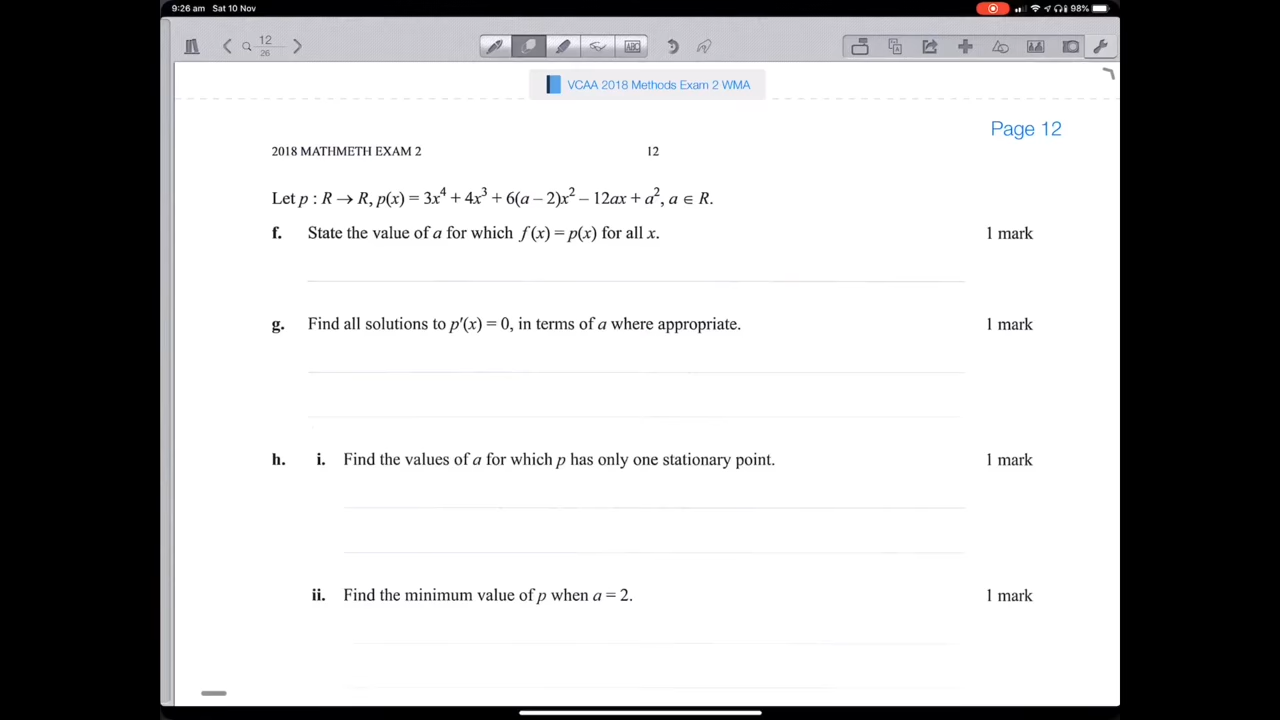 9:26 am Sat 10 Nov 98%
12
26
ABC
VCAA 2018 Methods Exam 2 WMA
Page 12
2018 MATHMETH EXAM 2 12
Let p : R → R, p(x) = 3x⁴ + 4x³ + 6(a – 2)x² – 12ax + a², a ∈ R.
f. State the value of a for which f (x) = p(x) for all x. 1 mark
g. Find all solutions to p′(x) = 0, in terms of a where appropriate. 1 mark
h. i. Find the values of a for which p has only one stationary point. 1 mark
ii. Find the minimum value of p when a = 2. 1 mark